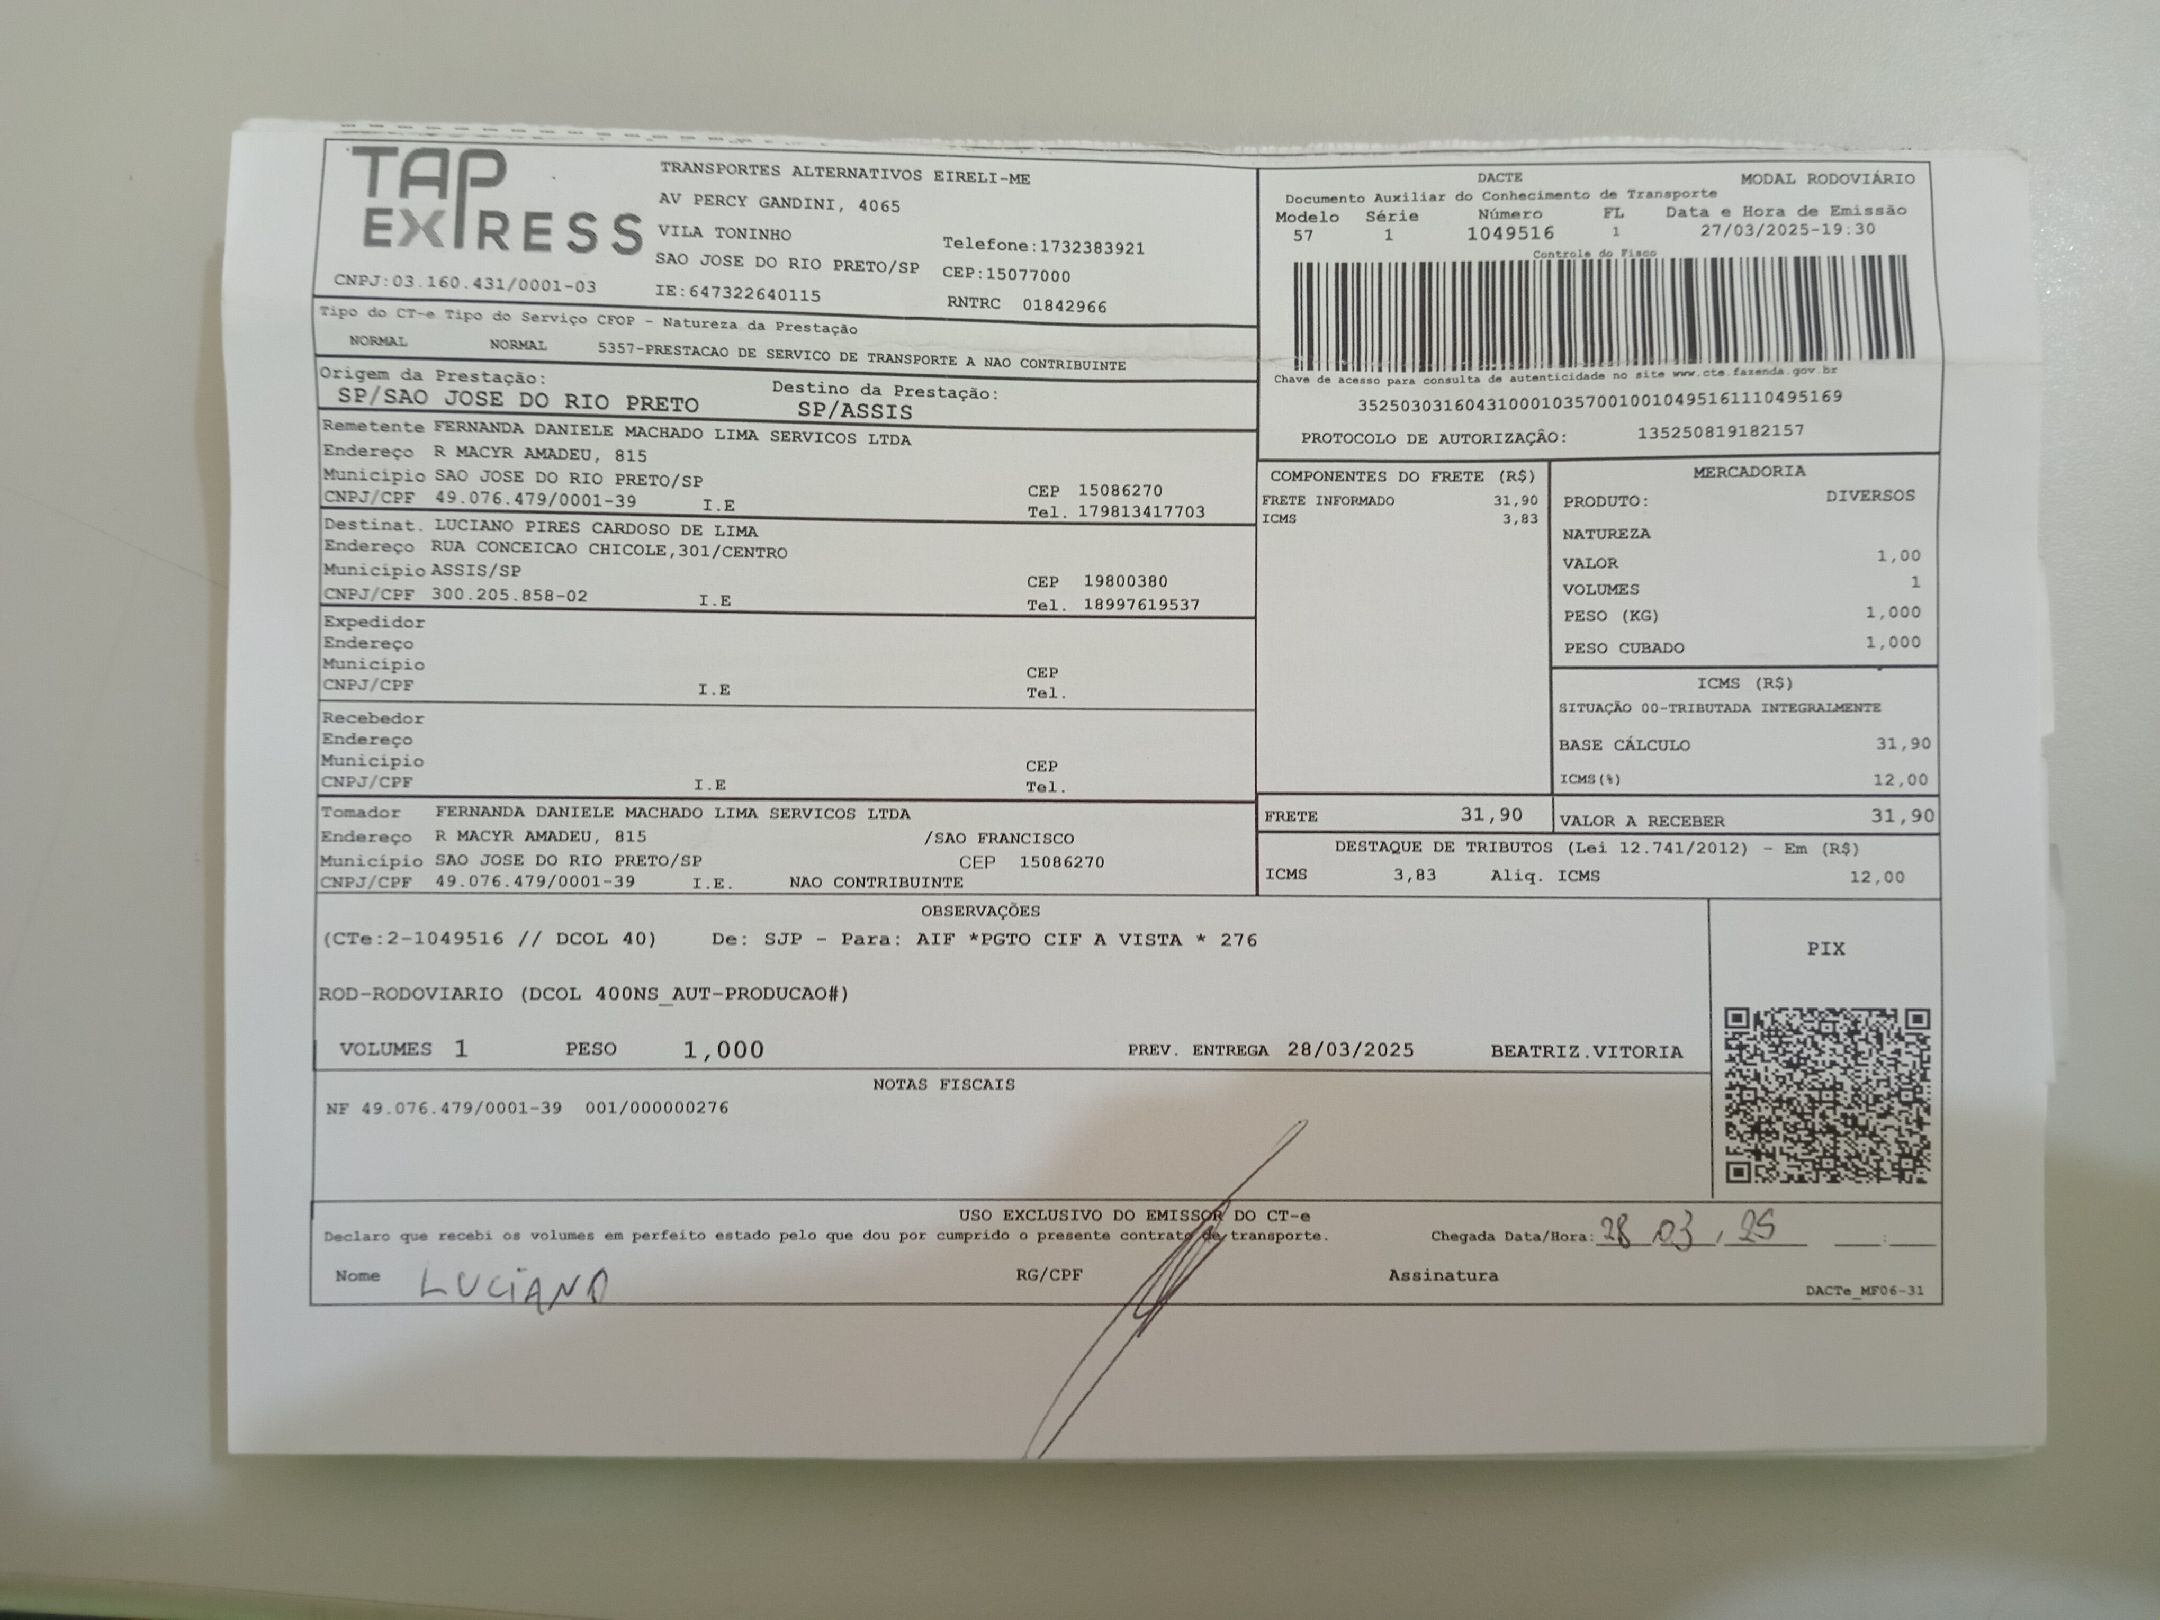 TAP EXPRESS
TRANSPORTES ALTERNATIVOS EIRELI-ME
AV PERCY GANDINI, 4065
VILA TONINHO
Telefone:1732383921
SAO JOSE DO RIO PRETO/SP CEP:15077000
CNPJ:03.160.431/0001-03 IE:647322640115 RNTRC 01842966
DACTE MODAL RODOVIÁRIO
Documento Auxiliar do Conhecimento de Transporte
Modelo Série Número FL Data e Hora de Emissão
57 1 1049516 1 27/03/2025-19:30
Controle do Fisco
Chave de acesso para consulta de autenticidade no site www.cte.fazenda.gov.br
35250303160431000103570010010495161110495169
PROTOCOLO DE AUTORIZAÇÃO: 135250819182157
Tipo do CT-e Tipo do Serviço CFOP - Natureza da Prestação
NORMAL NORMAL 5357-PRESTACAO DE SERVICO DE TRANSPORTE A NAO CONTRIBUINTE
Origem da Prestação: Destino da Prestação:
SP/SAO JOSE DO RIO PRETO SP/ASSIS
Remetente FERNANDA DANIELE MACHADO LIMA SERVICOS LTDA
Endereço R MACYR AMADEU, 815
Município SAO JOSE DO RIO PRETO/SP CEP 15086270
CNPJ/CPF 49.076.479/0001-39 I.E Tel. 179813417703
Destinat. LUCIANO PIRES CARDOSO DE LIMA
Endereço RUA CONCEICAO CHICOLE,301/CENTRO
Município ASSIS/SP CEP 19800380
CNPJ/CPF 300.205.858-02 I.E Tel. 18997619537
Expedidor
Endereço
Município CEP
CNPJ/CPF I.E Tel.
Recebedor
Endereço
Município CEP
CNPJ/CPF I.E Tel.
Tomador FERNANDA DANIELE MACHADO LIMA SERVICOS LTDA
Endereço R MACYR AMADEU, 815 /SAO FRANCISCO
Município SAO JOSE DO RIO PRETO/SP CEP 15086270
CNPJ/CPF 49.076.479/0001-39 I.E. NAO CONTRIBUINTE
COMPONENTES DO FRETE (R$)
FRETE INFORMADO 31,90
ICMS 3,83
MERCADORIA
PRODUTO: DIVERSOS
NATUREZA
VALOR 1,00
VOLUMES 1
PESO (KG) 1,000
PESO CUBADO 1,000
ICMS (R$)
SITUAÇÃO 00-TRIBUTADA INTEGRALMENTE
BASE CÁLCULO 31,90
ICMS(%) 12,00
FRETE 31,90 VALOR A RECEBER 31,90
DESTAQUE DE TRIBUTOS (Lei 12.741/2012) - Em (R$)
ICMS 3,83 Aliq. ICMS 12,00
OBSERVAÇÕES
(CTe:2-1049516 // DCOL 40) De: SJP - Para: AIF *PGTO CIF A VISTA * 276
ROD-RODOVIARIO (DCOL 400NS_AUT-PRODUCAO#)
VOLUMES 1 PESO 1,000 PREV. ENTREGA 28/03/2025 BEATRIZ.VITORIA
PIX
NOTAS FISCAIS
NF 49.076.479/0001-39 001/000000276
USO EXCLUSIVO DO EMISSOR DO CT-e
Declaro que recebi os volumes em perfeito estado pelo que dou por cumprido o presente contrato de transporte. Chegada Data/Hora: 28 03, 25 :
Nome LUCIANO RG/CPF Assinatura
DACTe_MF06-31